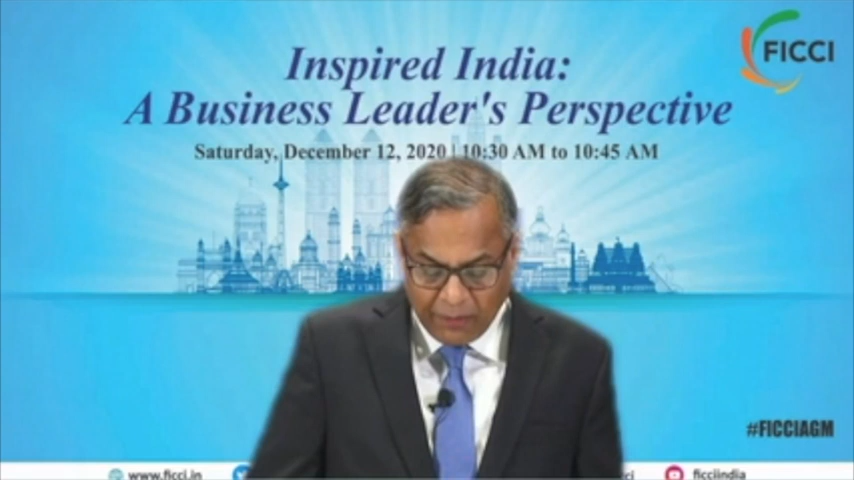 Inspired India:
FICCI
A Business Leader's Perspective
Saturday, December 12, 2020 | 10:30 AM to 10:45 AM
#FICCIAGM
www.ficci.in
ficciindia